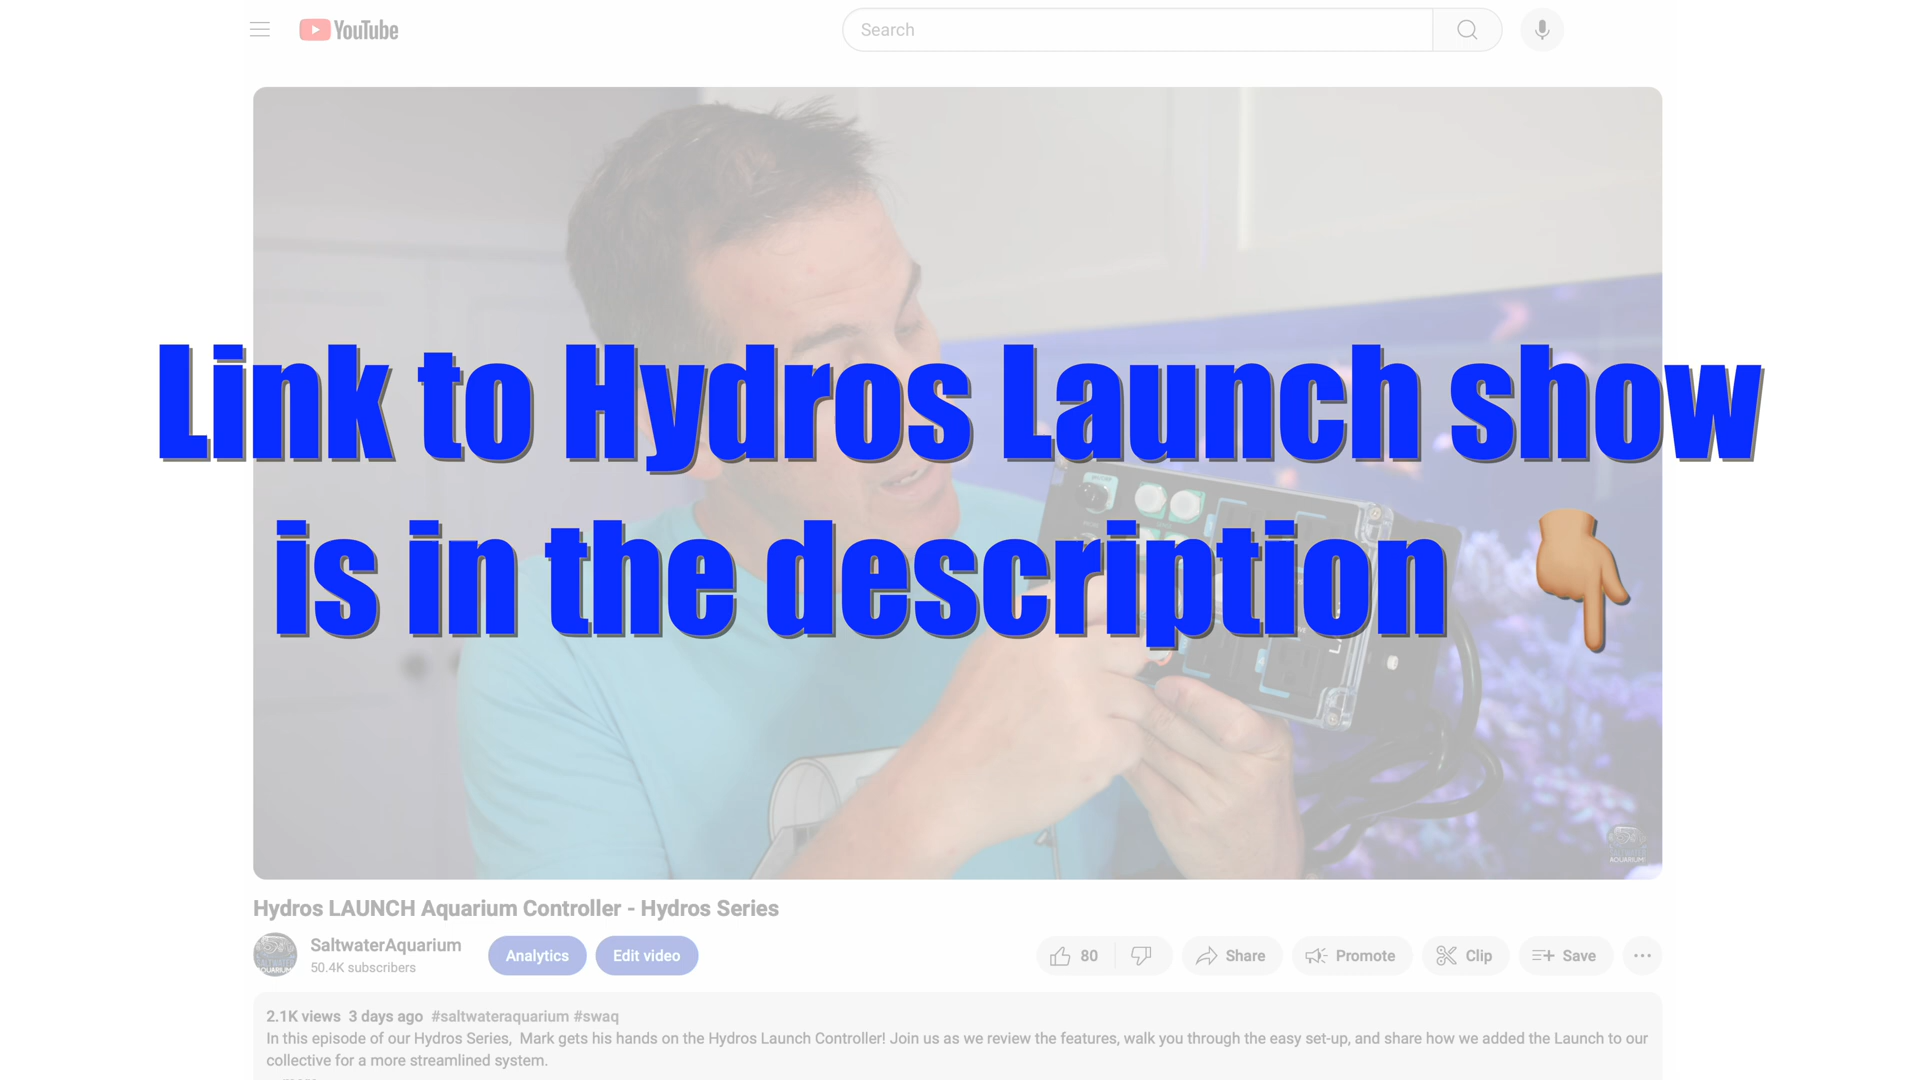 YouTube
Search
Link to Hydros Launch show
is in the description
AQUARIUM
Hydros LAUNCH Aquarium Controller - Hydros Series
SaltwaterAquarium
50.4K subscribers
Analytics
Edit video
80
Share
Promote
Clip
Save
2.1K views 3 days ago #saltwateraquarium #swaq
In this episode of our Hydros Series, Mark gets his hands on the Hydros Launch Controller! Join us as we review the features, walk you through the easy set-up, and share how we added the Launch to our
collective for a more streamlined system.